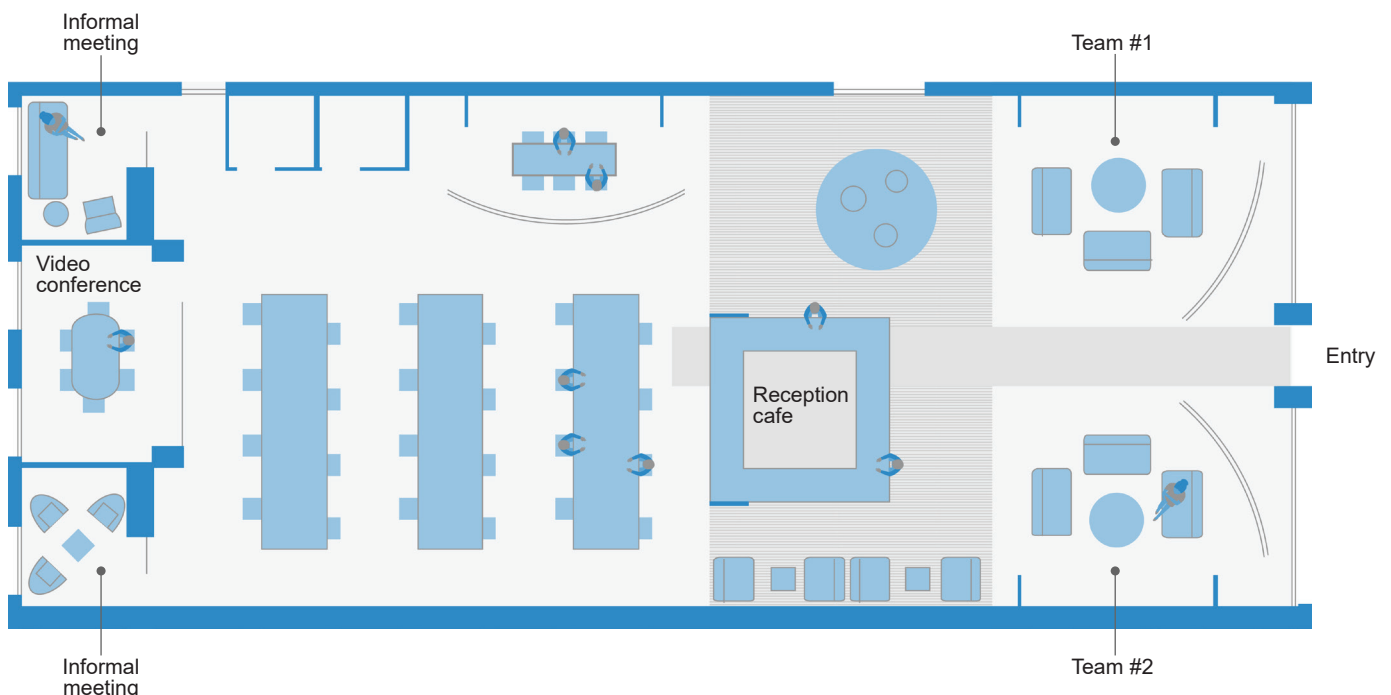 Informal
meeting
Team #1
Video
conference
Entry
Reception
cafe
Informal
meeting
Team #2